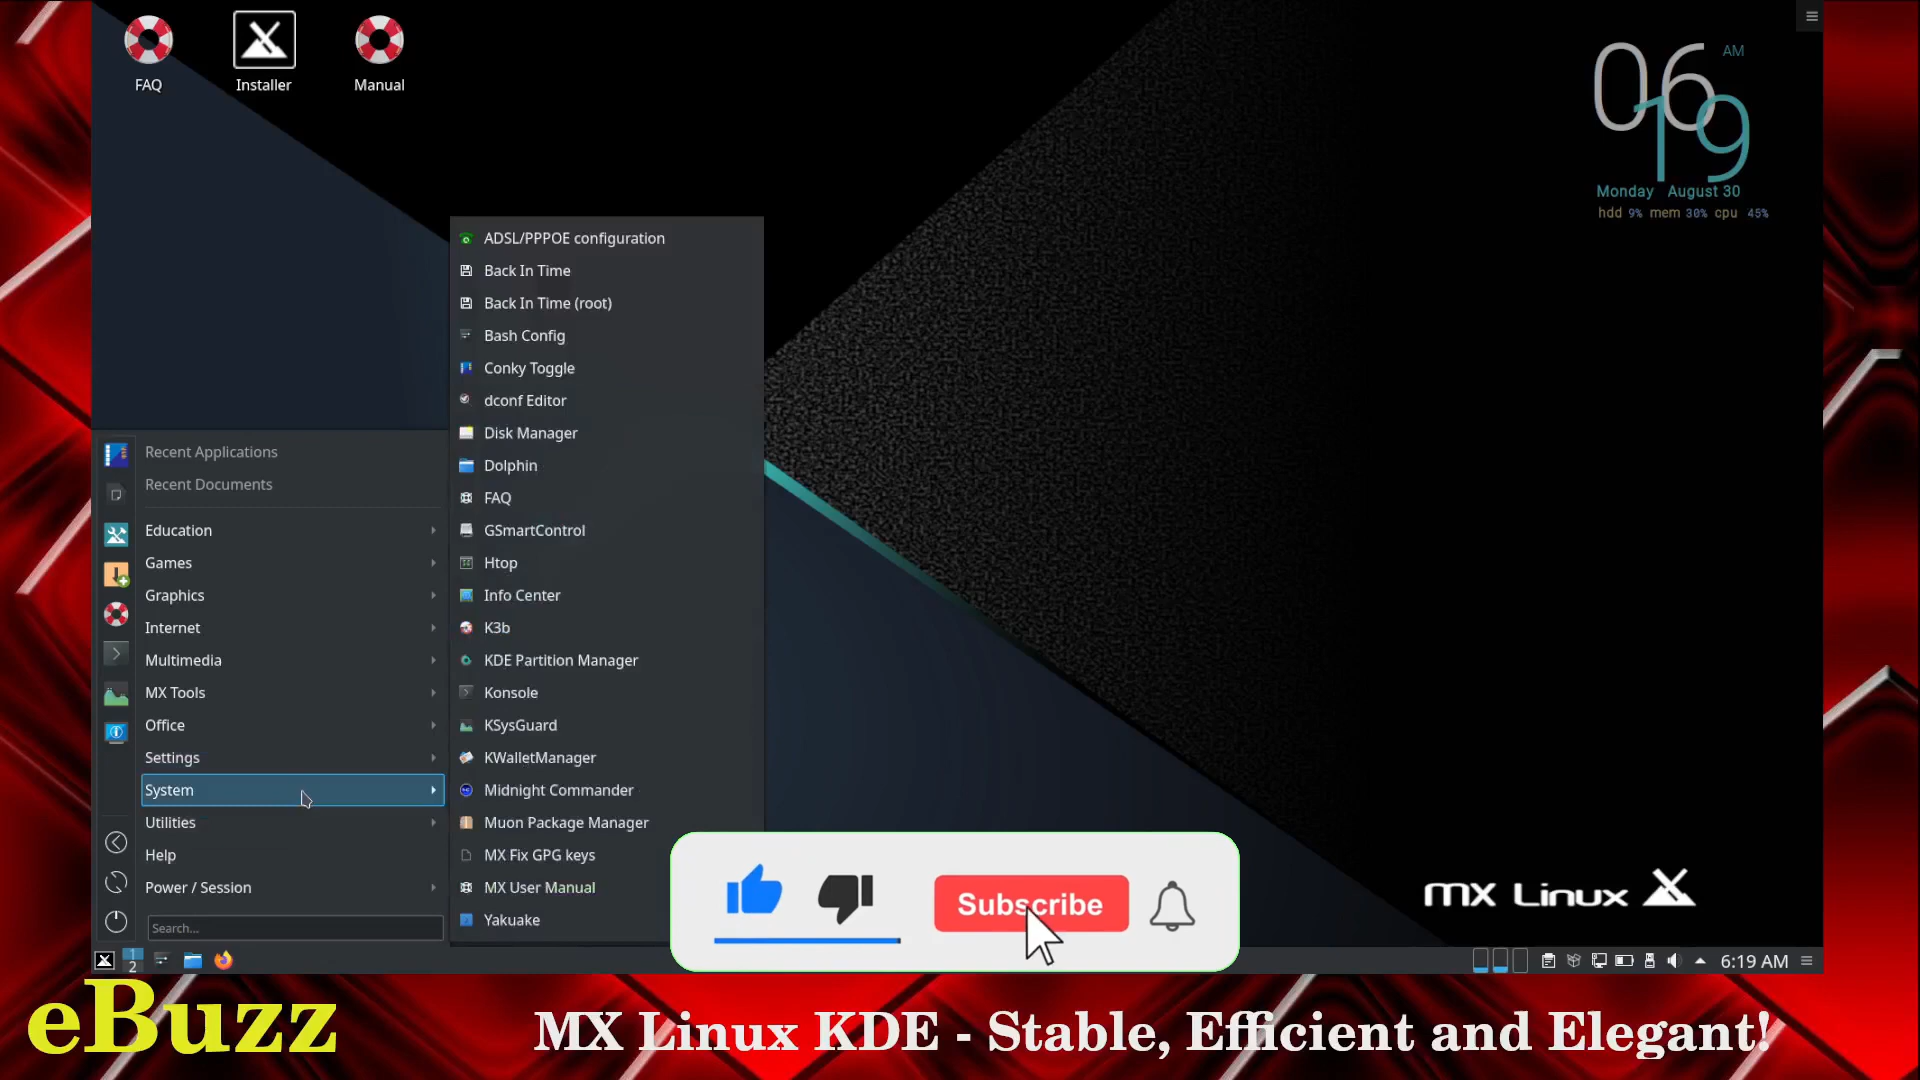 FAQ
Installer
Manual
06
AM
19
Monday August 30
hdd 9% mem 30% cpu 45%
ADSL/PPPOE configuration
Back In Time
Back In Time (root)
Bash Config
Conky Toggle
dconf Editor
Disk Manager
Dolphin
FAQ
GSmartControl
Htop
Info Center
K3b
KDE Partition Manager
Konsole
KSysGuard
KWalletManager
Midnight Commander
Muon Package Manager
MX Fix GPG keys
MX User Manual
Yakuake
Recent Applications
Recent Documents
Education
Games
Graphics
Internet
Multimedia
MX Tools
Office
Settings
System
Utilities
Help
Power / Session
Search...
Subscribe
MX Linux
1
2
6:19 AM
eBuzz
MX Linux KDE - Stable, Efficient and Elegant!